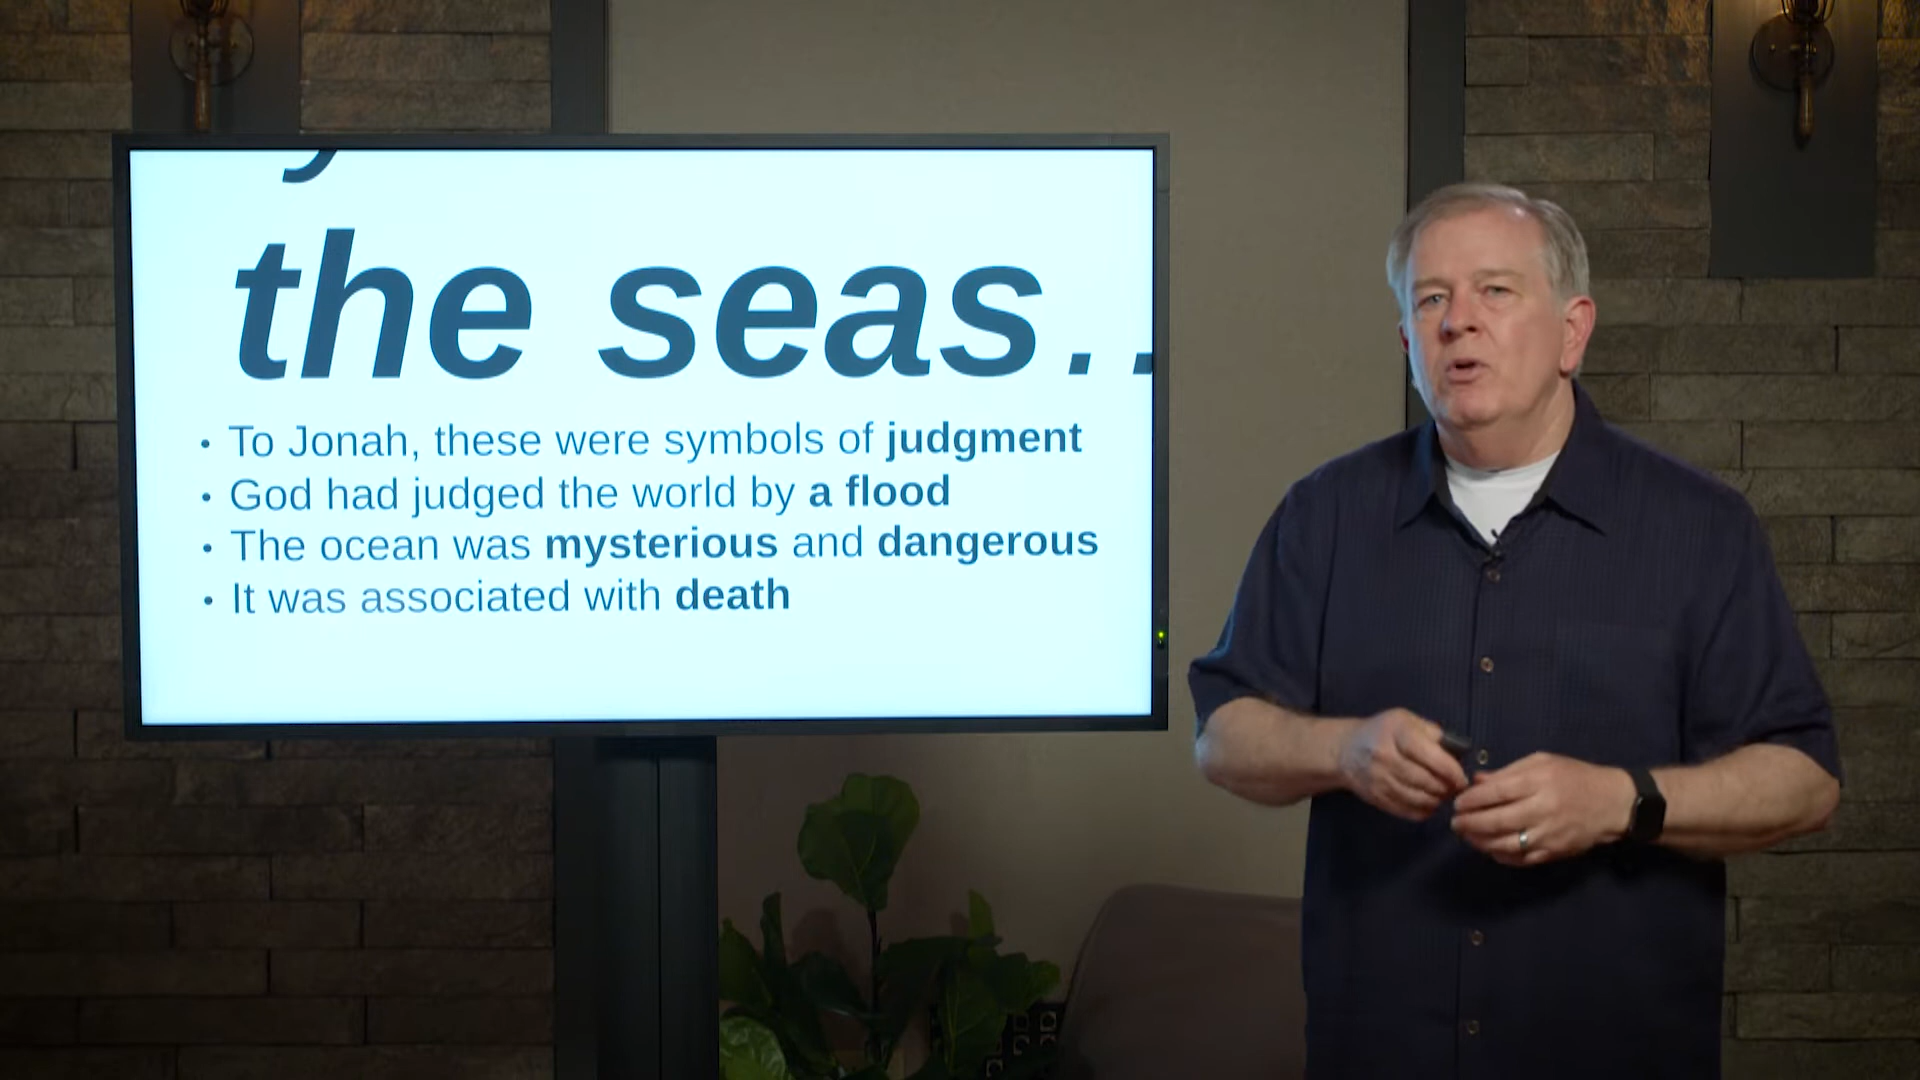 the seas..
• To Jonah, these were symbols of judgment
• God had judged the world by a flood
• The ocean was mysterious and dangerous
• It was associated with death